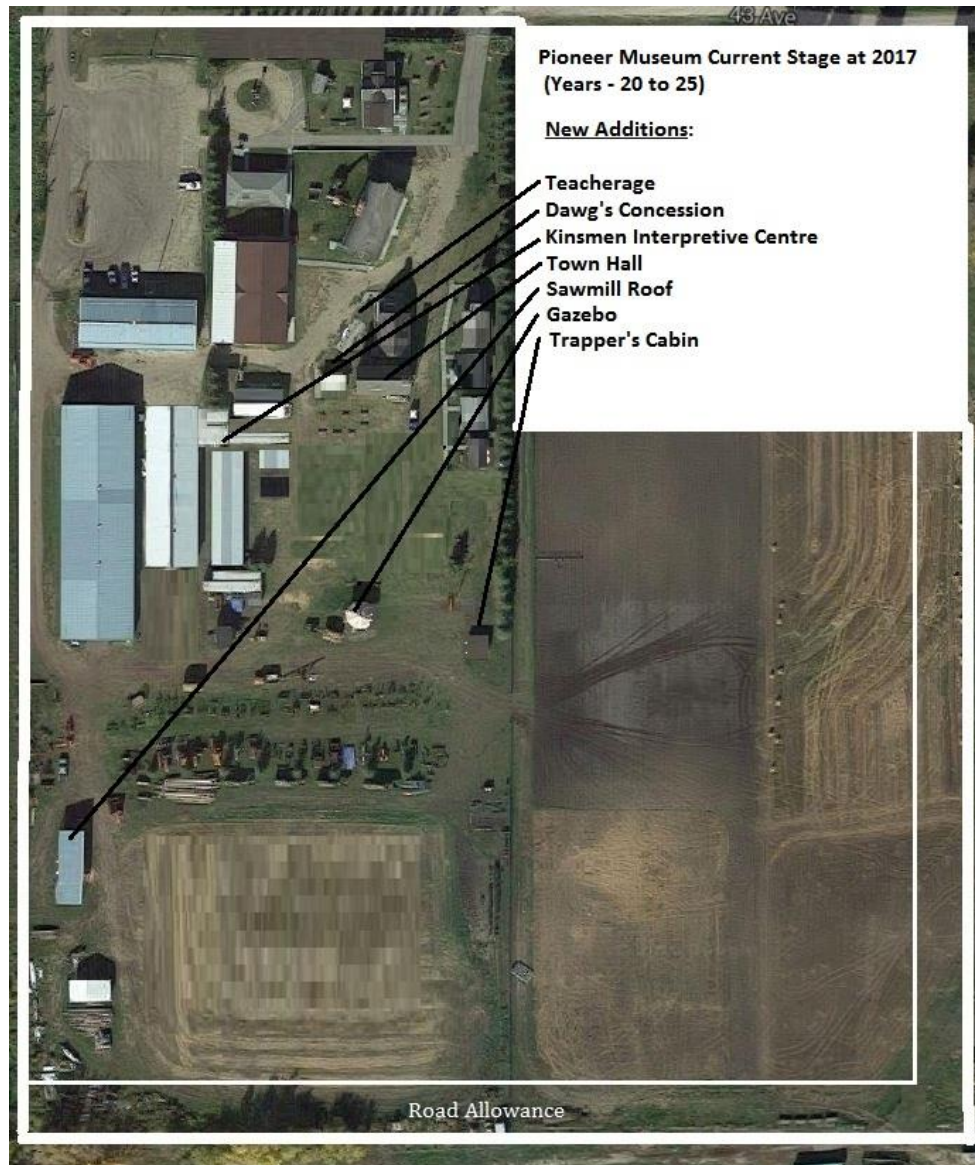 43 Ave
Pioneer Museum Current Stage at 2017
(Years - 20 to 25)
New Additions:
Teacherage
Dawg's Concession
Kinsmen Interpretive Centre
Town Hall
Sawmill Roof
Gazebo
Trapper's Cabin
Road Allowance